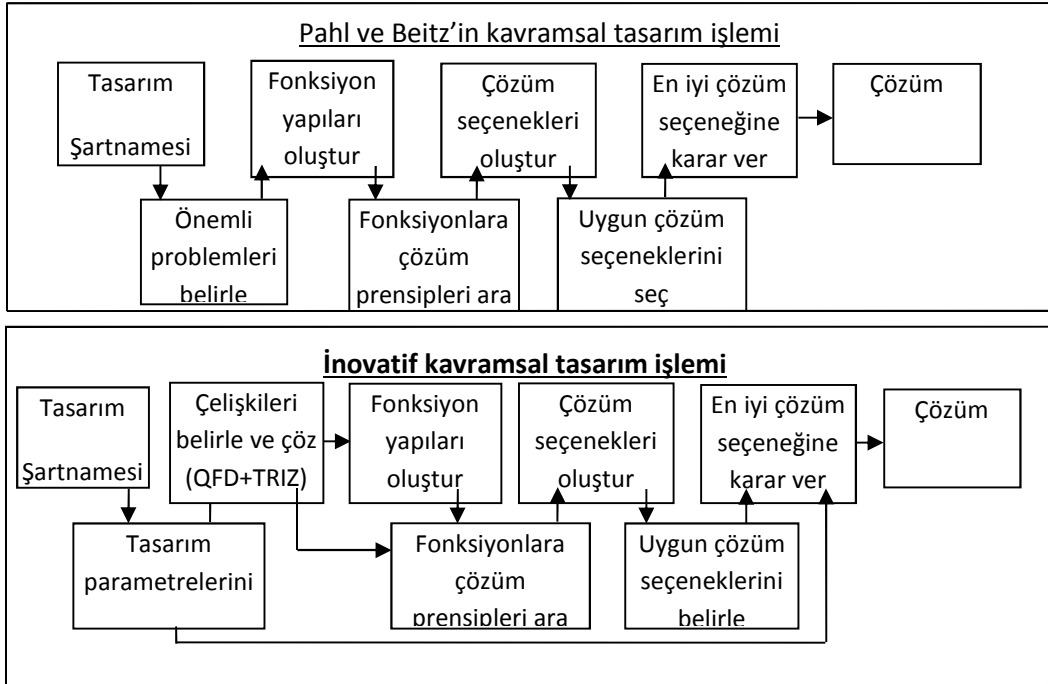 Pahl ve Beitz’in kavramsal tasarım işlemi
Tasarım
Şartnamesi
Fonksiyon
yapıları
oluştur
Çözüm
seçenekleri
oluştur
En iyi çözüm
seçeneğine
karar ver
Çözüm
Önemli
problemleri
belirle
Fonksiyonlara
çözüm
prensipleri ara
Uygun çözüm
seçeneklerini
seç
İnovatif kavramsal tasarım işlemi
Tasarım
Şartnamesi
Çelişkileri
belirle ve çöz
(QFD+TRIZ)
Fonksiyon
yapıları
oluştur
Çözüm
seçenekleri
oluştur
En iyi çözüm
seçeneğine
karar ver
Çözüm
Tasarım
parametrelerini
Fonksiyonlara
çözüm
prensipleri ara
Uygun çözüm
seçeneklerini
belirle